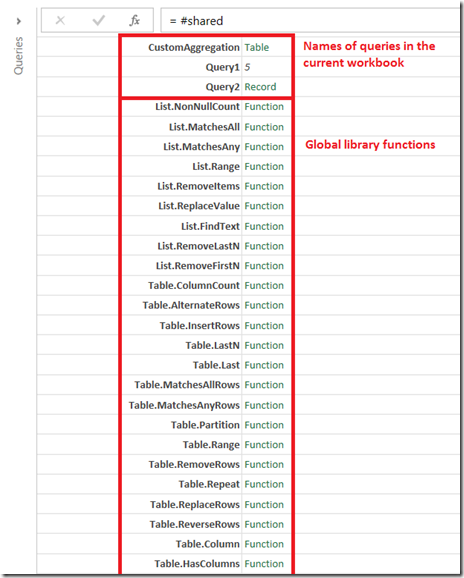 Queries
= #shared
CustomAggregation Table
Query1 5
Query2 Record
Names of queries in the
current workbook
List.NonNullCount Function
List.MatchesAll Function
List.MatchesAny Function
Global library functions
List.Range Function
List.RemoveItems Function
List.ReplaceValue Function
List.FindText Function
List.RemoveLastN Function
List.RemoveFirstN Function
Table.ColumnCount Function
Table.AlternateRows Function
Table.InsertRows Function
Table.LastN Function
Table.Last Function
Table.MatchesAllRows Function
Table.MatchesAnyRows Function
Table.Partition Function
Table.Range Function
Table.RemoveRows Function
Table.Repeat Function
Table.ReplaceRows Function
Table.ReverseRows Function
Table.Column Function
Table.HasColumns Function